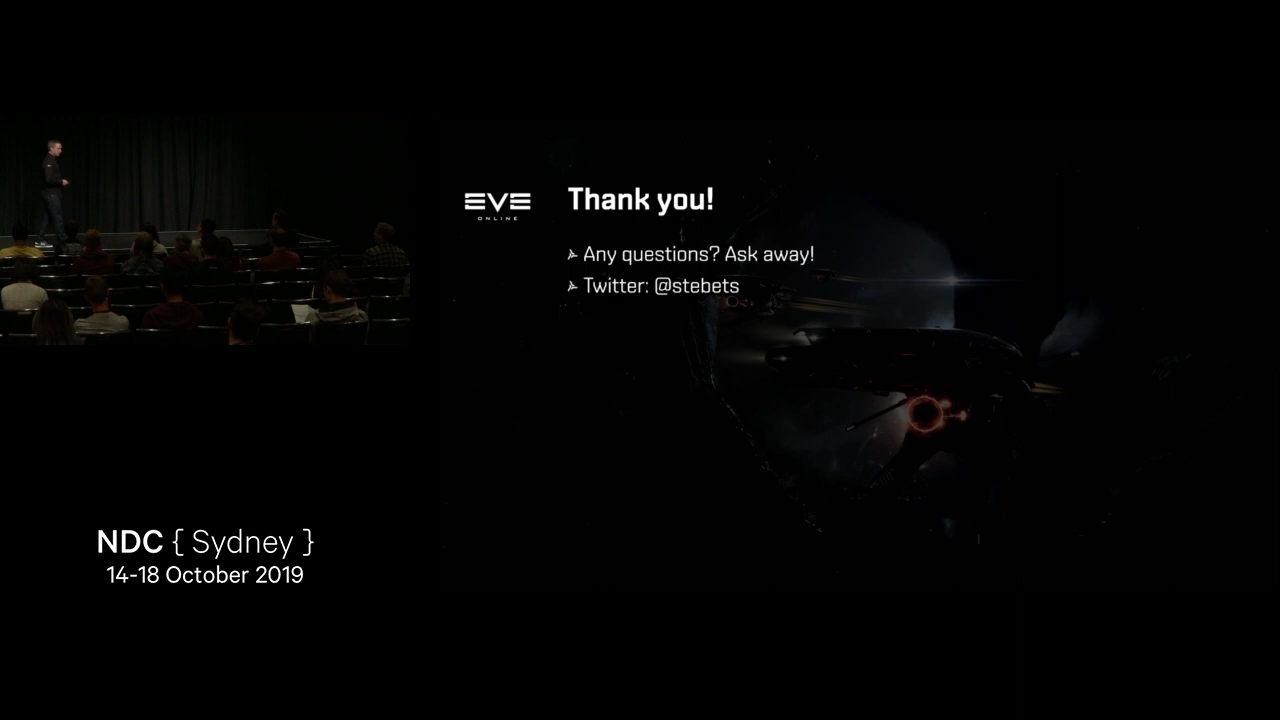 EVE
ONLINE
Thank you!
Any questions? Ask away!
Twitter: @stebets
NDC { Sydney }
14-18 October 2019